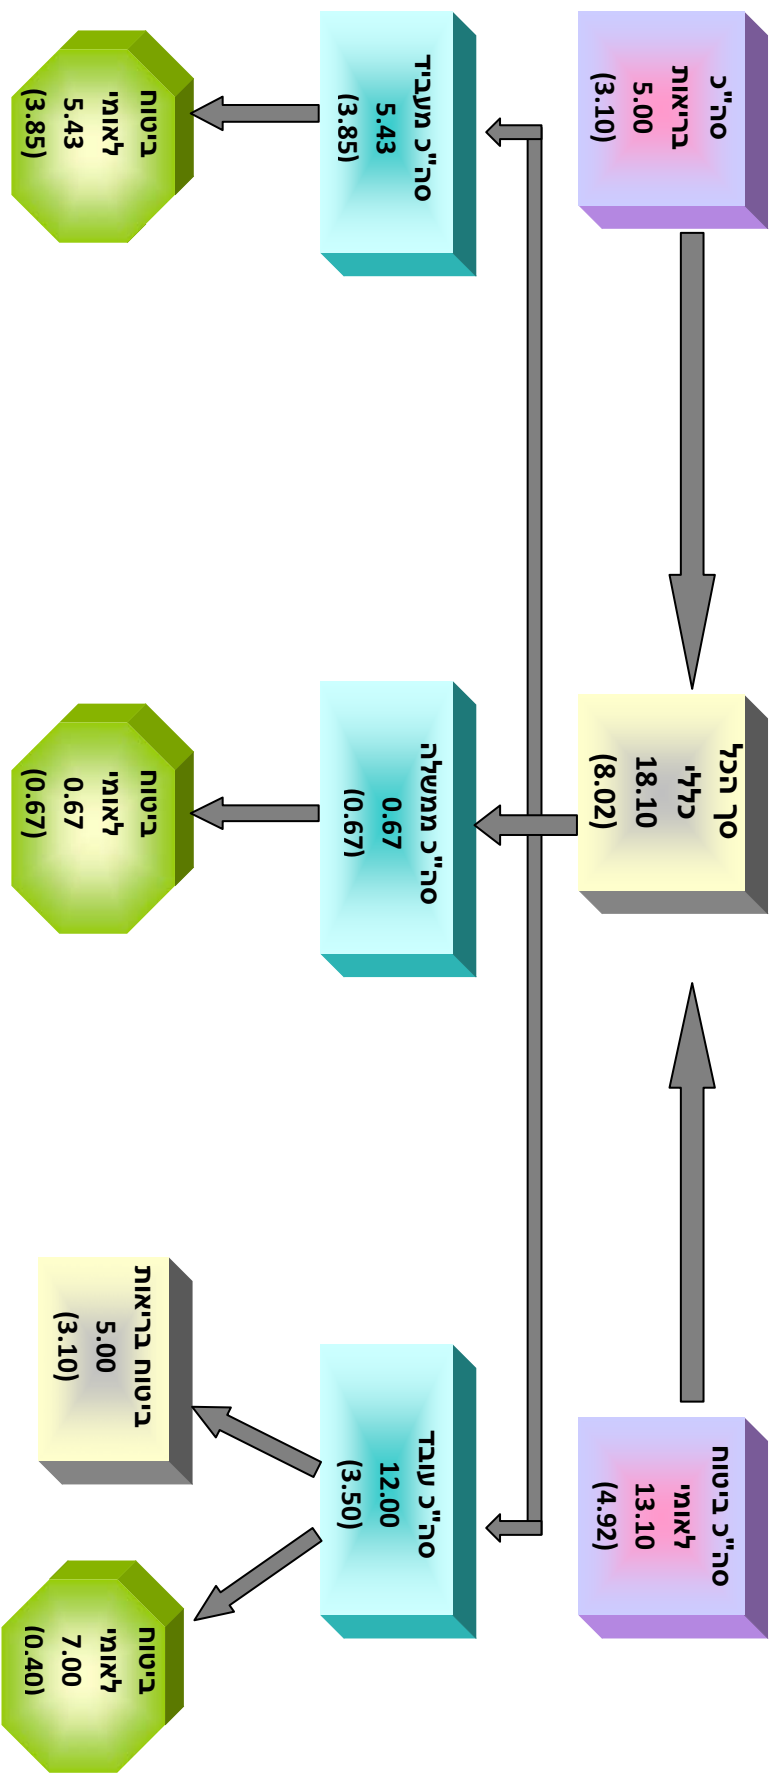 סה"כ ביטוח
לאומי
13.10
(4.92)
סך הכל
כללי
18.10
(8.02)
סה"כ
בריאות
5.00
(3.10)
סה"כ עובד
12.00
(3.50)
סה"כ ממשלה
0.67
(0.67)
סה"כ מעביד
5.43
(3.85)
ביטוח
לאומי
7.00
(0.40)
ביטוח בריאות
5.00
(3.10)
ביטוח
לאומי
0.67
(0.67)
ביטוח
לאומי
5.43
(3.85)